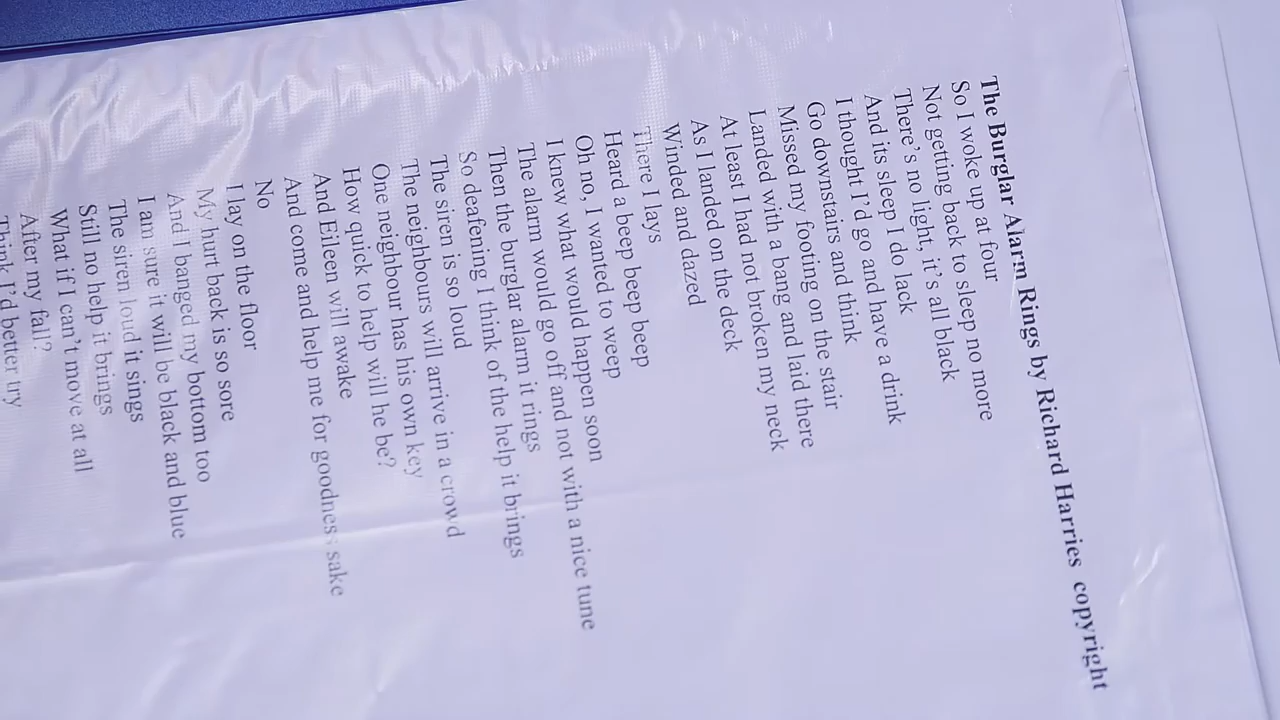 The Burglar Alarm Rings by Richard Harries copyright
So I woke up at four
Not getting back to sleep no more
There's no light, it's all black
And its sleep I do lack
I thought I'd go and have a drink
Go downstairs and think
Missed my footing on the stair
Landed with a bang and laid there
At least I had not broken my neck
As I landed on the deck
Winded and dazed
There I lays
Heard a beep beep beep
Oh no, I wanted to weep
I knew what would happen soon
The alarm would go off and not with a nice tune
Then the burglar alarm it rings
So deafening I think of the help it brings
The siren is so loud
The neighbours will arrive in a crowd
One neighbour has his own key
How quick to help will he be?
And Eileen will awake
And come and help me for goodness sake
No
I lay on the floor
My hurt back is so sore
And I banged my bottom too
I am sure it will be black and blue
The siren loud it sings
Still no help it brings
What if I can't move at all
After my fall?
Think I'd better try